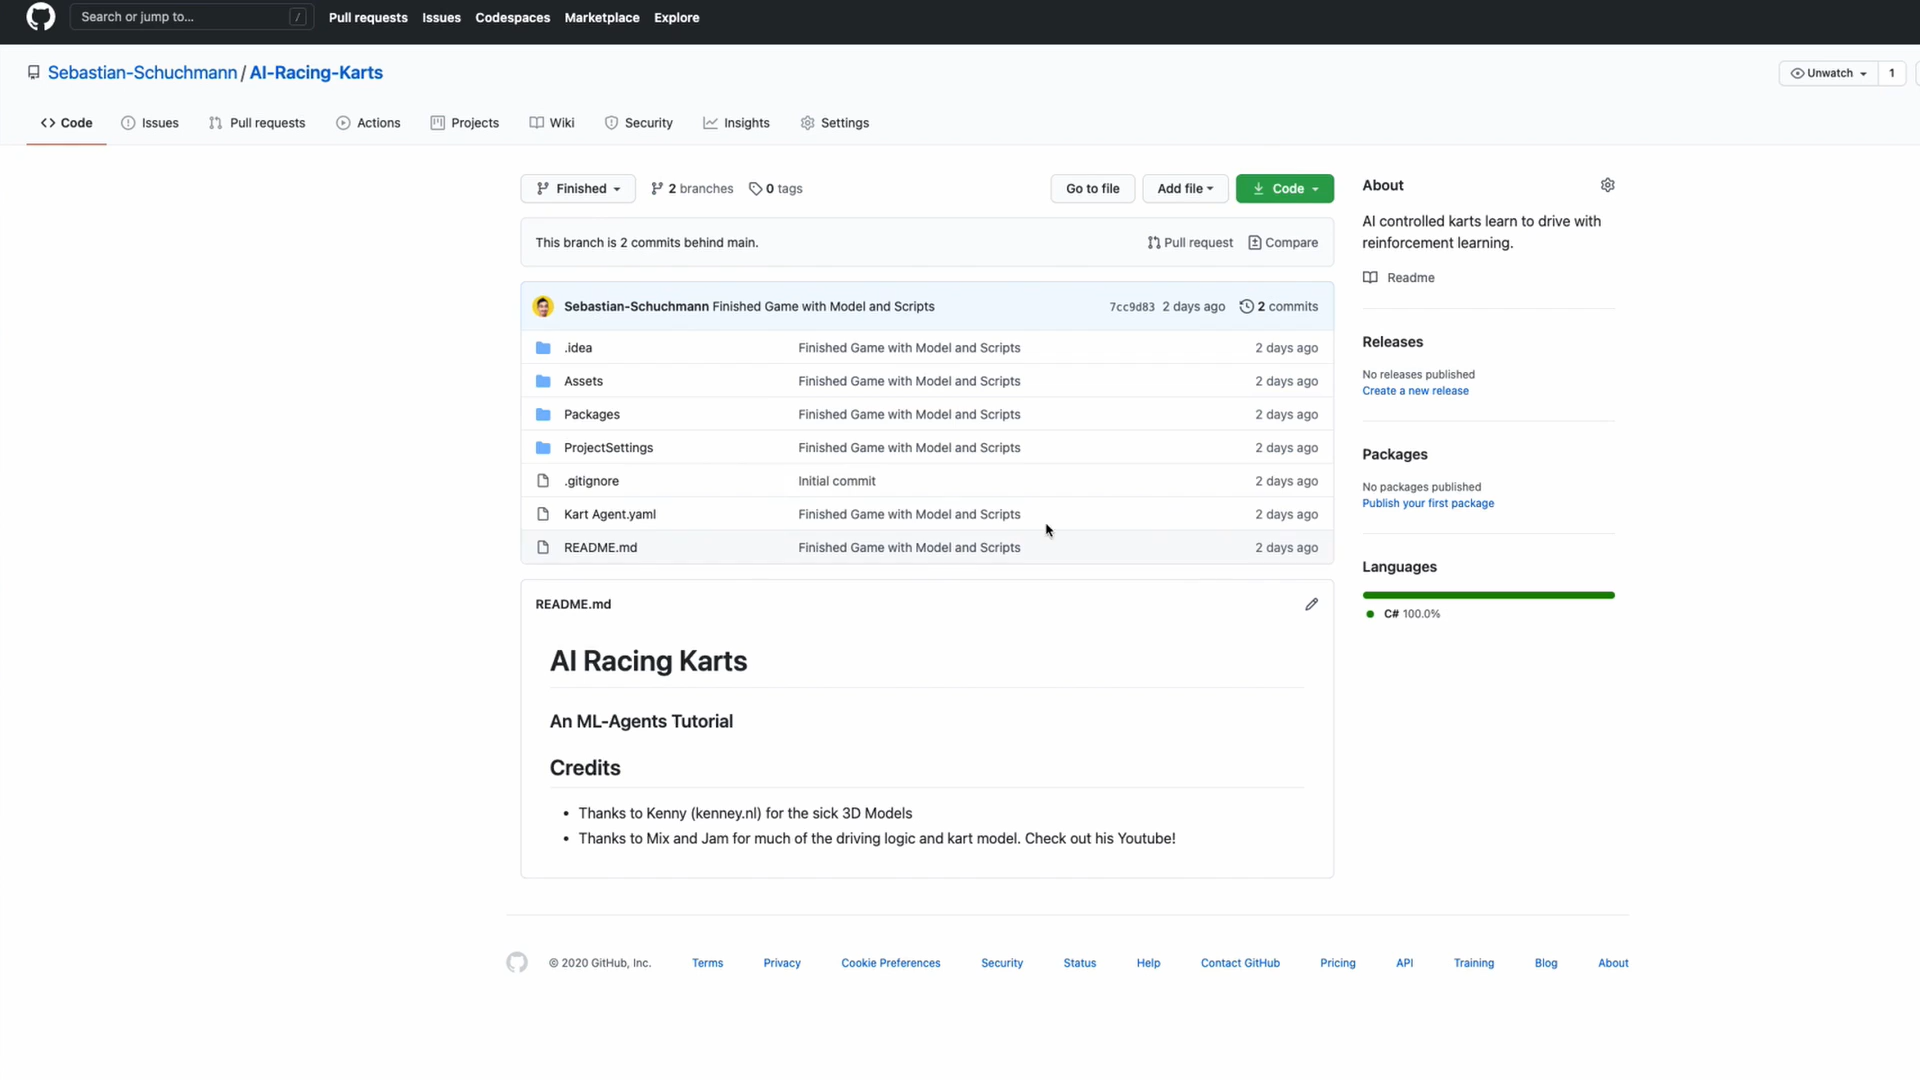 Search or jump to... /
Pull requests Issues Codespaces Marketplace Explore
Sebastian-Schuchmann / AI-Racing-Karts
Unwatch 1
Code Issues Pull requests Actions Projects Wiki Security Insights Settings
Finished 2 branches 0 tags Go to file Add file Code
This branch is 2 commits behind main. Pull request Compare
Sebastian-Schuchmann Finished Game with Model and Scripts 7cc9d83 2 days ago 2 commits
.idea Finished Game with Model and Scripts 2 days ago
Assets Finished Game with Model and Scripts 2 days ago
Packages Finished Game with Model and Scripts 2 days ago
ProjectSettings Finished Game with Model and Scripts 2 days ago
.gitignore Initial commit 2 days ago
Kart Agent.yaml Finished Game with Model and Scripts 2 days ago
README.md Finished Game with Model and Scripts 2 days ago
README.md
AI Racing Karts
An ML-Agents Tutorial
Credits
• Thanks to Kenny (kenney.nl) for the sick 3D Models
• Thanks to Mix and Jam for much of the driving logic and kart model. Check out his Youtube!
About
AI controlled karts learn to drive with
reinforcement learning.
Readme
Releases
No releases published
Create a new release
Packages
No packages published
Publish your first package
Languages
C# 100.0%
© 2020 GitHub, Inc. Terms Privacy Cookie Preferences Security Status Help Contact GitHub Pricing API Training Blog About